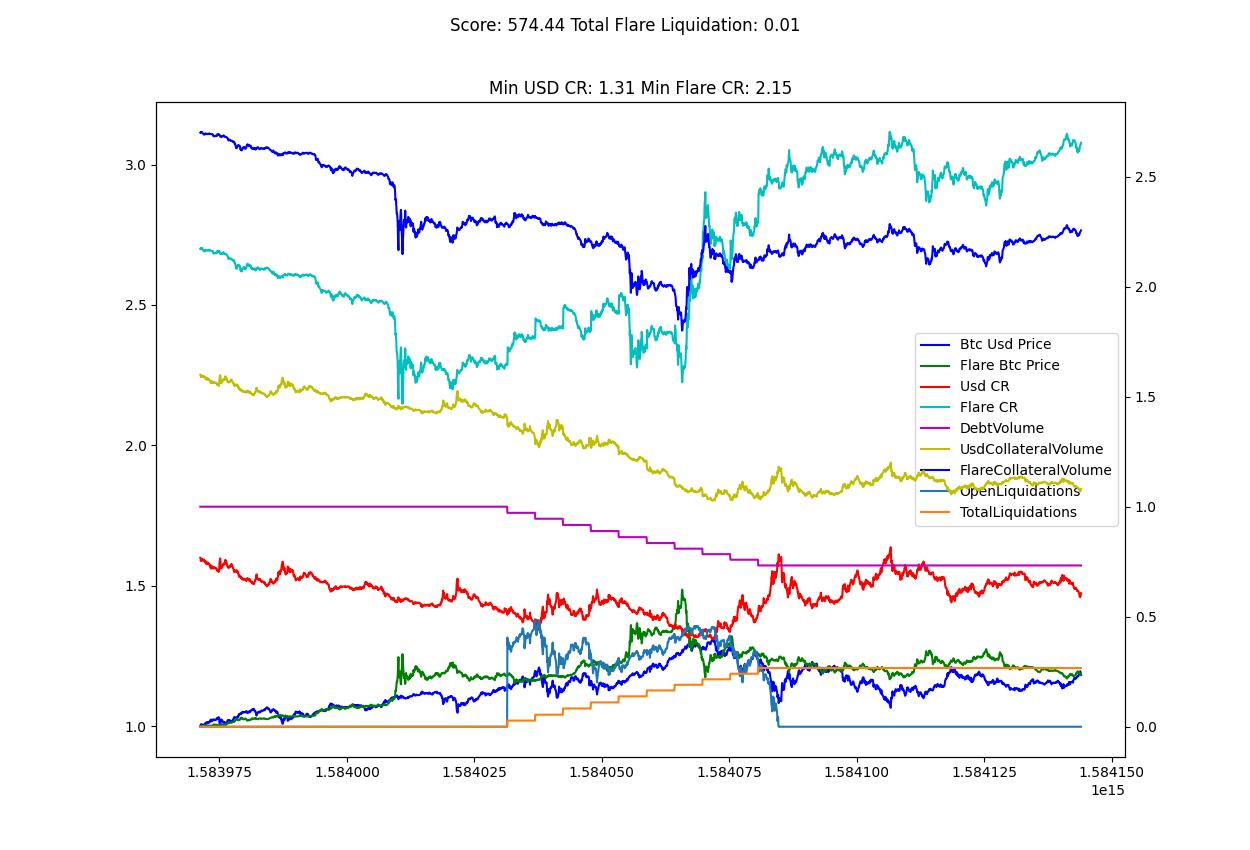 Score: 574.44 Total Flare Liquidation: 0.01
Min USD CR: 1.31 Min Flare CR: 2.15
3.0
2.5
2.0
1.5
1.0
2.5
2.0
1.5
1.0
0.5
0.0
Btc Usd Price
Flare Btc Price
Usd CR
Flare CR
DebtVolume
UsdCollateralVolume
FlareCollateralVolume
OpenLiquidations
TotalLiquidations
1.583975 1.584000 1.584025 1.584050 1.584075 1.584100 1.584125 1.584150
1e15